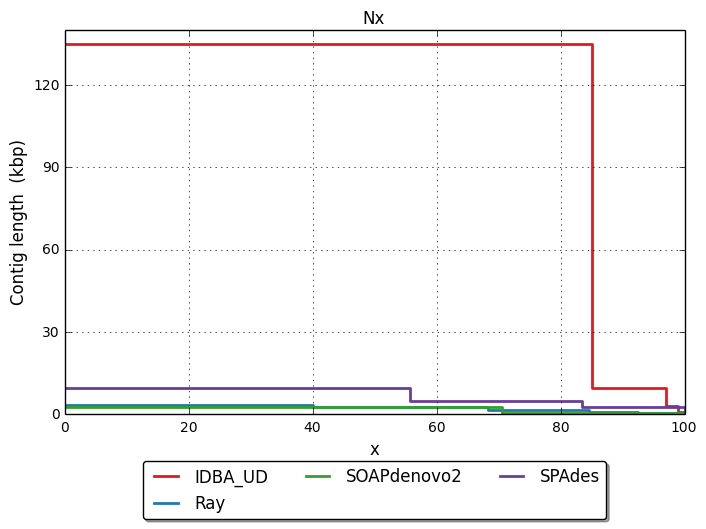 Nx
120
90
60
30
0
Contig length  (kbp)
0 20 40 60 80 100
x
IDBA_UD SOAPdenovo2 SPAdes
Ray